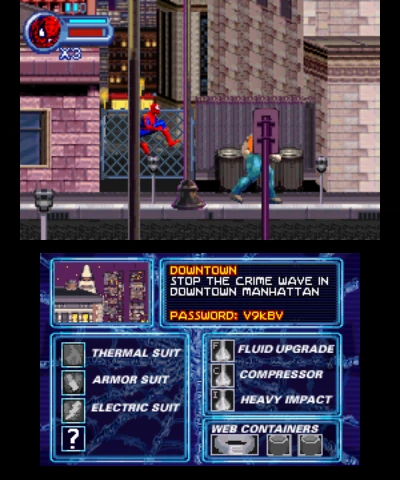 X3
DOWNTOWN
STOP THE CRIME WAVE IN
DOWNTOWN MANHATTAN
PASSWORD: V9KBV
THERMAL SUIT
ARMOR SUIT
ELECTRIC SUIT
?
F FLUID UPGRADE
C COMPRESSOR
I HEAVY IMPACT
WEB CONTAINERS